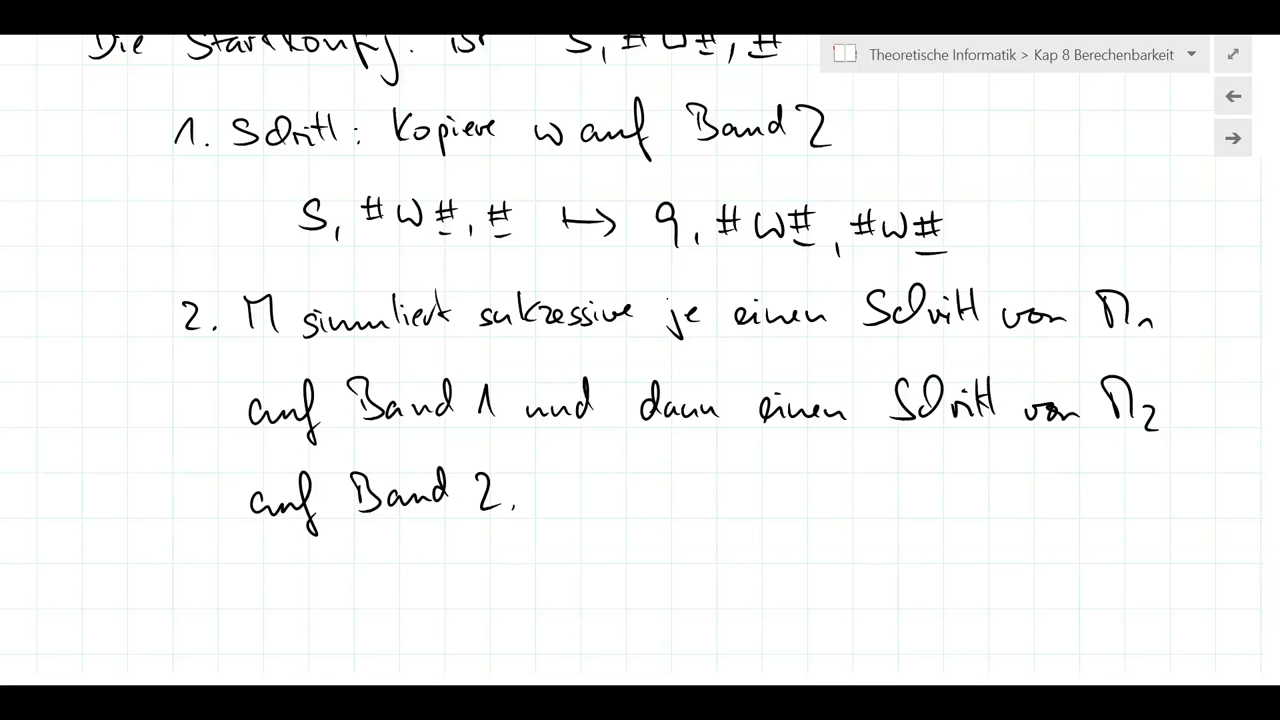 Die Startkonfig. ist s, #w#, #
Theoretische Informatik > Kap 8 Berechenbarkeit
1. Schritt: Kopiere w auf Band 2
s, #w#, # ↦ q, #w#, #w#
2. M simuliert sukzessive je einen Schritt von M₁
auf Band 1 und dann einen Schritt von M₂
auf Band 2.